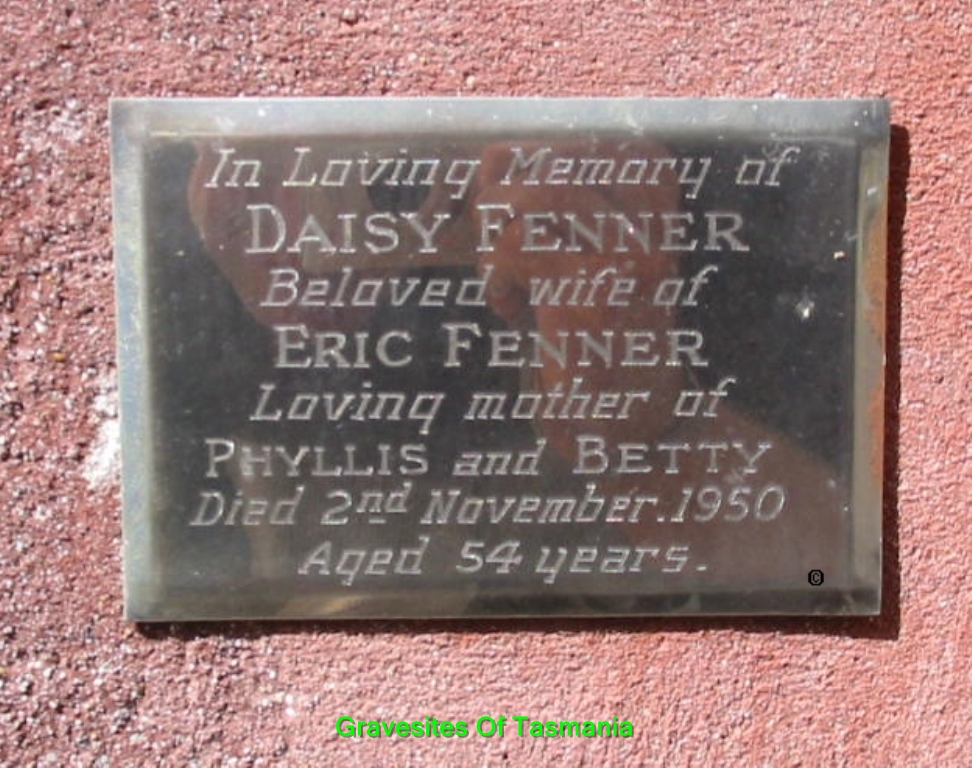 In Loving Memory of
DAISY FENNER
Beloved wife of
ERIC FENNER
Loving mother of
PHYLLIS and BETTY
Died 2nd November.1950
Aged 54 years.
©
Gravesites Of Tasmania